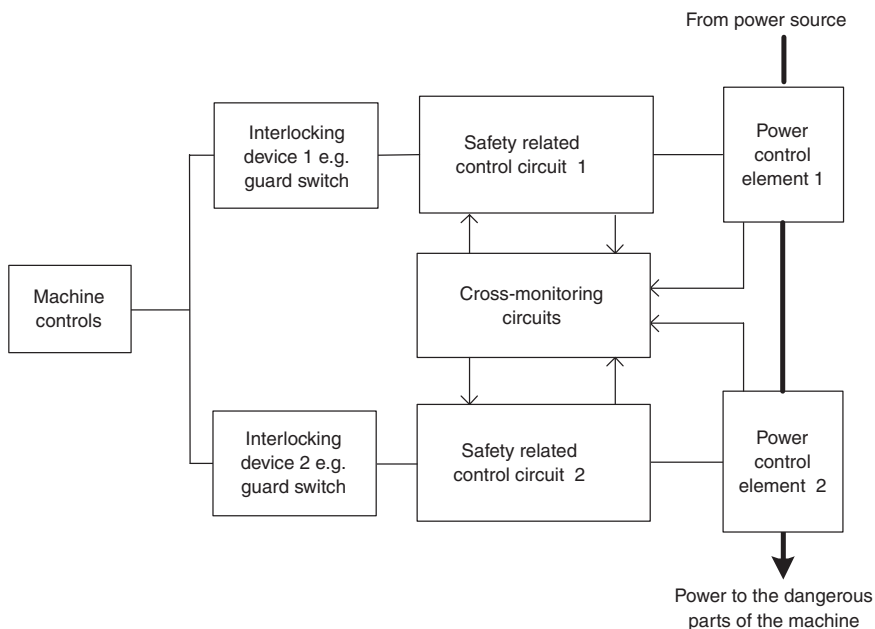 From power source
Interlocking
device 1 e.g.
guard switch
Safety related
control circuit 1
Power
control
element 1
Machine
controls
Cross-monitoring
circuits
Interlocking
device 2 e.g.
guard switch
Safety related
control circuit 2
Power
control
element 2
Power to the dangerous
parts of the machine